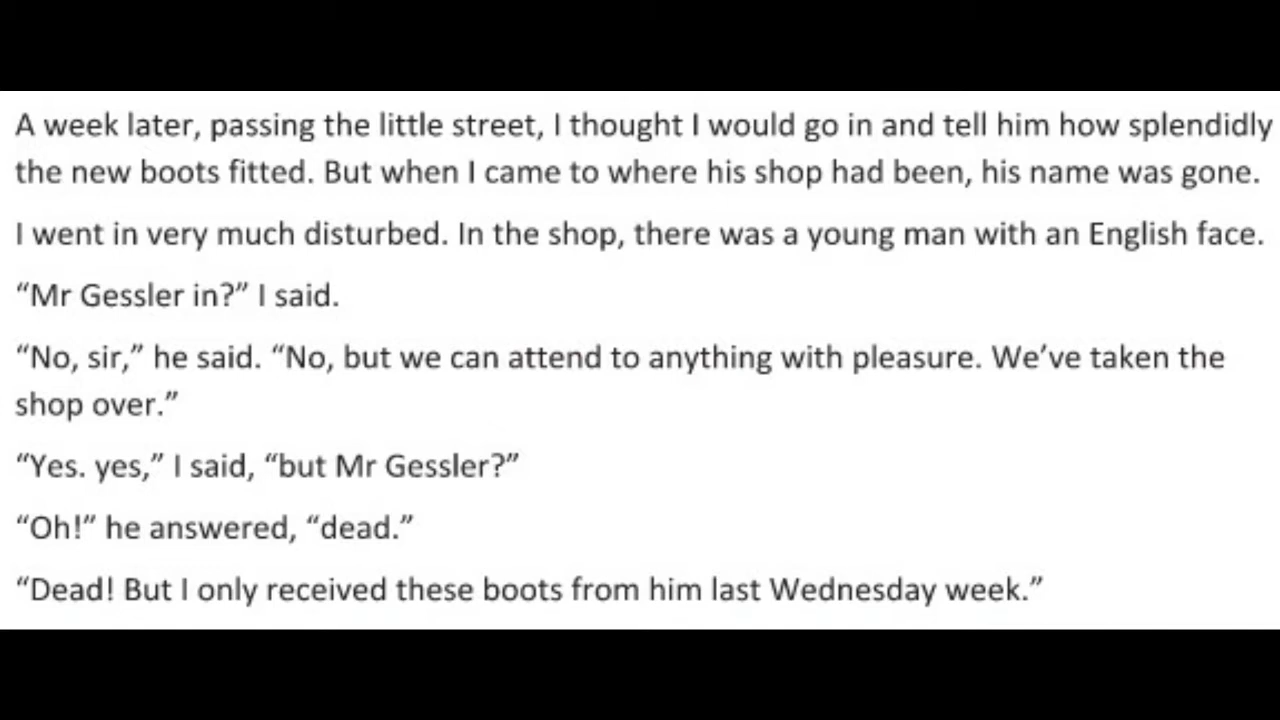 A week later, passing the little street, I thought I would go in and tell him how splendidly
the new boots fitted. But when I came to where his shop had been, his name was gone.
I went in very much disturbed. In the shop, there was a young man with an English face.
“Mr Gessler in?” I said.
“No, sir,” he said. “No, but we can attend to anything with pleasure. We’ve taken the
shop over.”
“Yes. yes,” I said, “but Mr Gessler?”
“Oh!” he answered, “dead.”
“Dead! But I only received these boots from him last Wednesday week.”